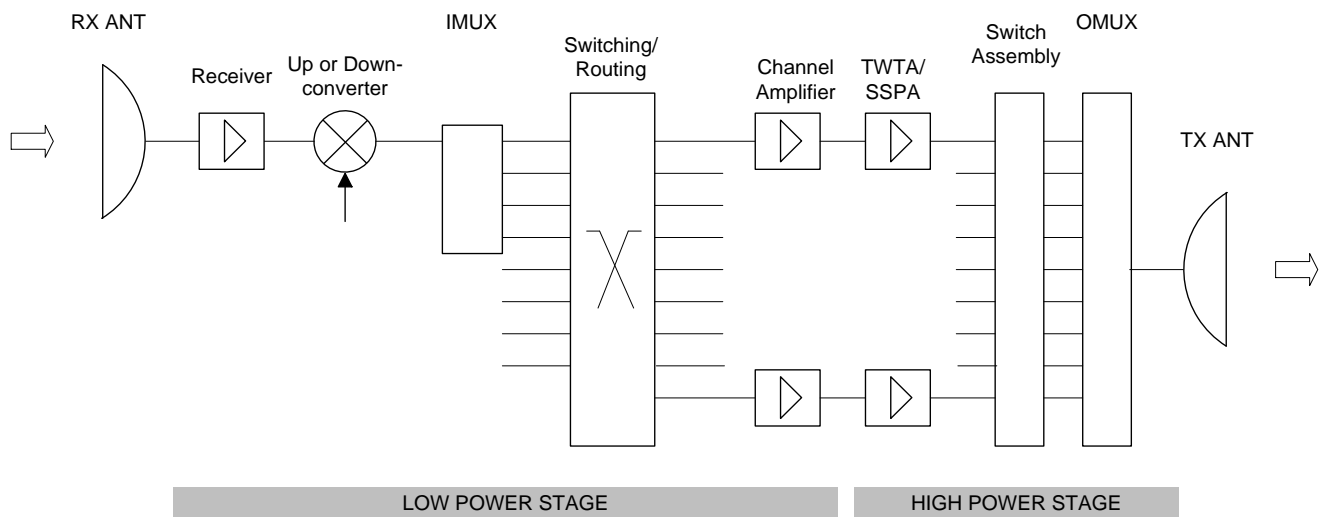 RX ANT
Receiver
Up or Down-
converter
IMUX
Switching/
Routing
Channel
Amplifier
TWTA/
SSPA
Switch
Assembly
OMUX
TX ANT
LOW POWER STAGE
HIGH POWER STAGE